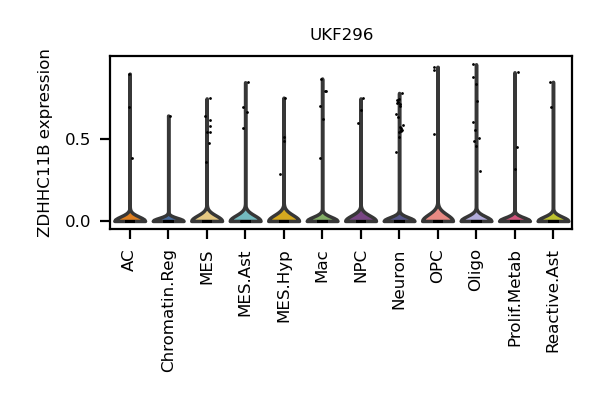 UKF296
ZDHHC11B expression
0.5
0.0
AC
Chromatin.Reg
MES
MES.Ast
MES.Hyp
Mac
NPC
Neuron
OPC
Oligo
Prolif.Metab
Reactive.Ast